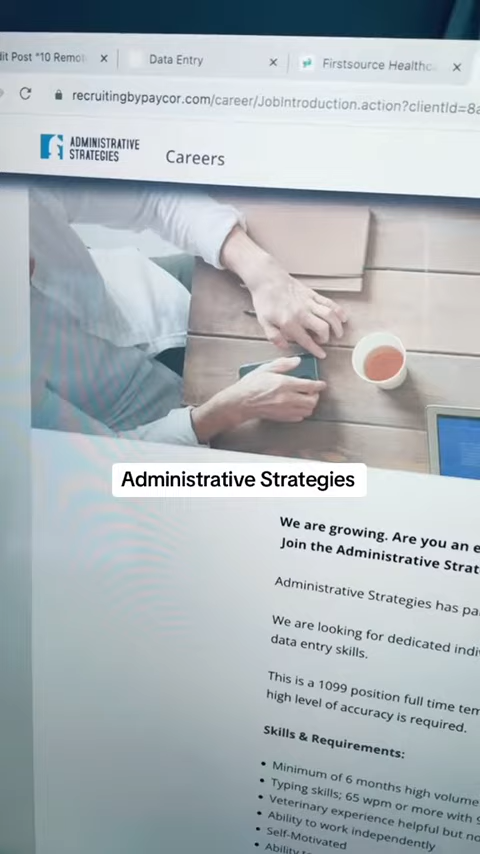 it Post "10 Remo
Data Entry
Firstsource Healthc
recruitingbypaycor.com/career/JobIntroduction.action?clientId=8a
ADMINISTRATIVE
STRATEGIES
Careers
Administrative Strategies
We are growing. Are you an e
Join the Administrative Strat
Administrative Strategies has pa
We are looking for dedicated indi
data entry skills.
This is a 1099 position full time tem
high level of accuracy is required.
Skills & Requirements:
• Minimum of 6 months high volume
• Typing skills; 65 wpm or more with 9
• Veterinary experience helpful but no
• Ability to work independently
• Self-Motivated
• Ability